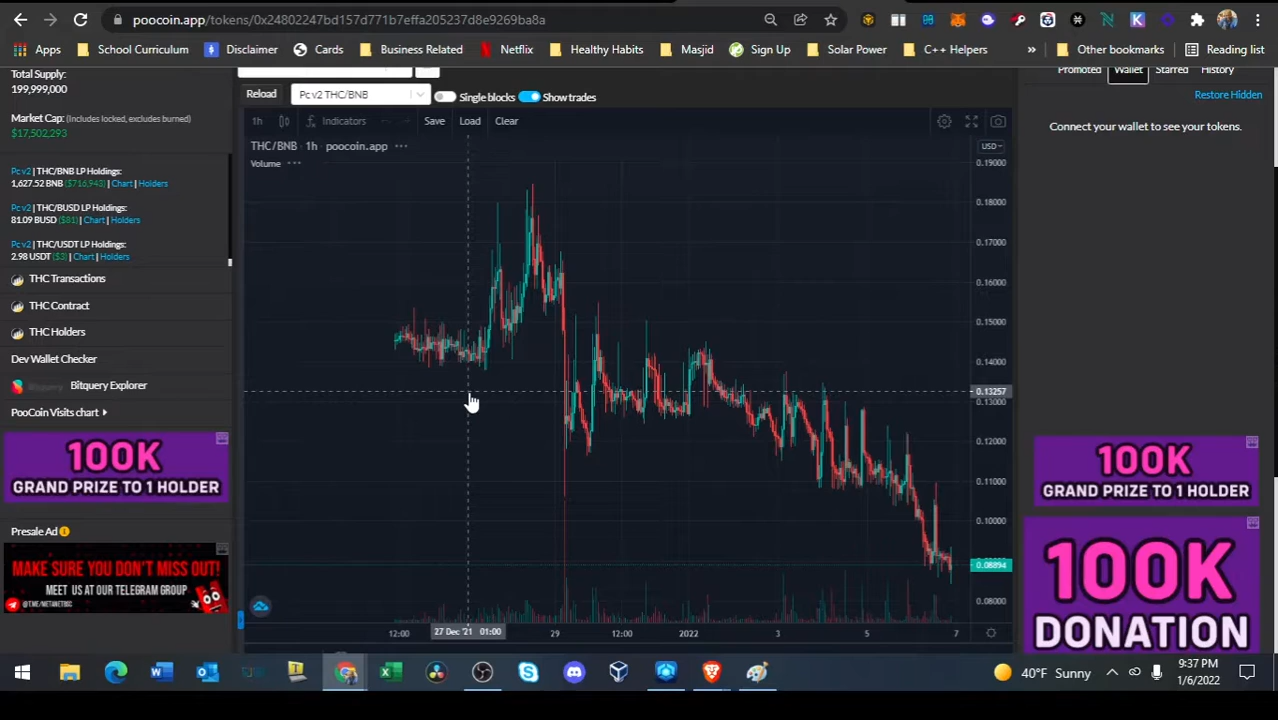 poocoin.app/tokens/0x24802247bd157d771b7effa205237d8e9269ba8a
Apps
School Curriculum
Disclaimer
Cards
Business Related
Netflix
Healthy Habits
Masjid
Sign Up
Solar Power
C++ Helpers
»
Other bookmarks
Reading list
Total Supply:
199,999,000
Market Cap: (Includes locked, excludes burned)
$17,502,293
Pc v2 | THC/BNB LP Holdings:
1,627.52 BNB ($716,943) | Chart | Holders
Pc v2 | THC/BUSD LP Holdings:
81.09 BUSD ($81) | Chart | Holders
Pc v2 | THC/USDT LP Holdings:
2.98 USDT ($3) | Chart | Holders
THC Transactions
THC Contract
THC Holders
Dev Wallet Checker
Bitquery Explorer
PooCoin Visits chart
100K
GRAND PRIZE TO 1 HOLDER
Presale Ad
MAKE SURE YOU DON'T MISS OUT!
MEET US AT OUR TELEGRAM GROUP
Reload
Pc v2 THC/BNB
Single blocks
Show trades
1h
Indicators
Save
Load
Clear
THC/BNB · 1h · poocoin.app
Volume
USD
0.19000
0.18000
0.17000
0.16000
0.15000
0.14000
0.13257
0.13000
0.12000
0.11000
0.10000
0.08894
0.08000
12:00
27 Dec '21 01:00
29
12:00
2022
3
5
7
Promoted
Wallet
Starred
History
Restore Hidden
Connect your wallet to see your tokens.
100K
GRAND PRIZE TO 1 HOLDER
100K
DONATION
40°F Sunny
9:37 PM
1/6/2022